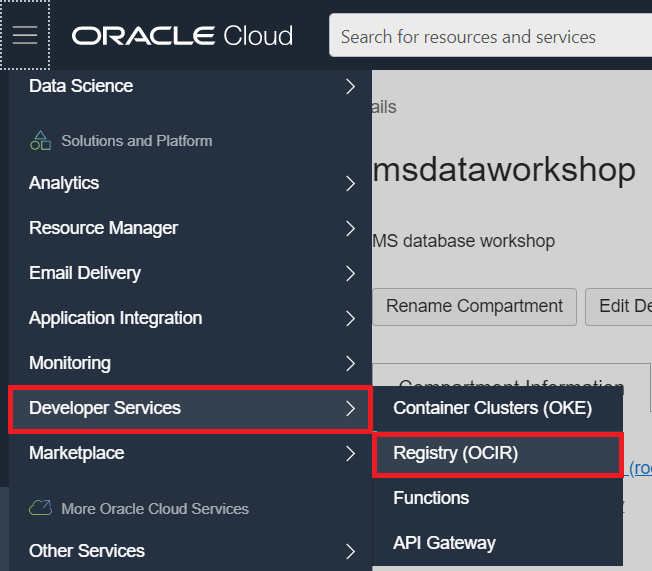 ORACLE Cloud
Search for resources and services
Data Science
Solutions and Platform
Analytics
Resource Manager
Email Delivery
Application Integration
Monitoring
Developer Services
Marketplace
More Oracle Cloud Services
Other Services
Container Clusters (OKE)
Registry (OCIR)
Functions
API Gateway
ails
msdataworkshop
MS database workshop
Rename Compartment
Edit De
Compartment Information
(roo